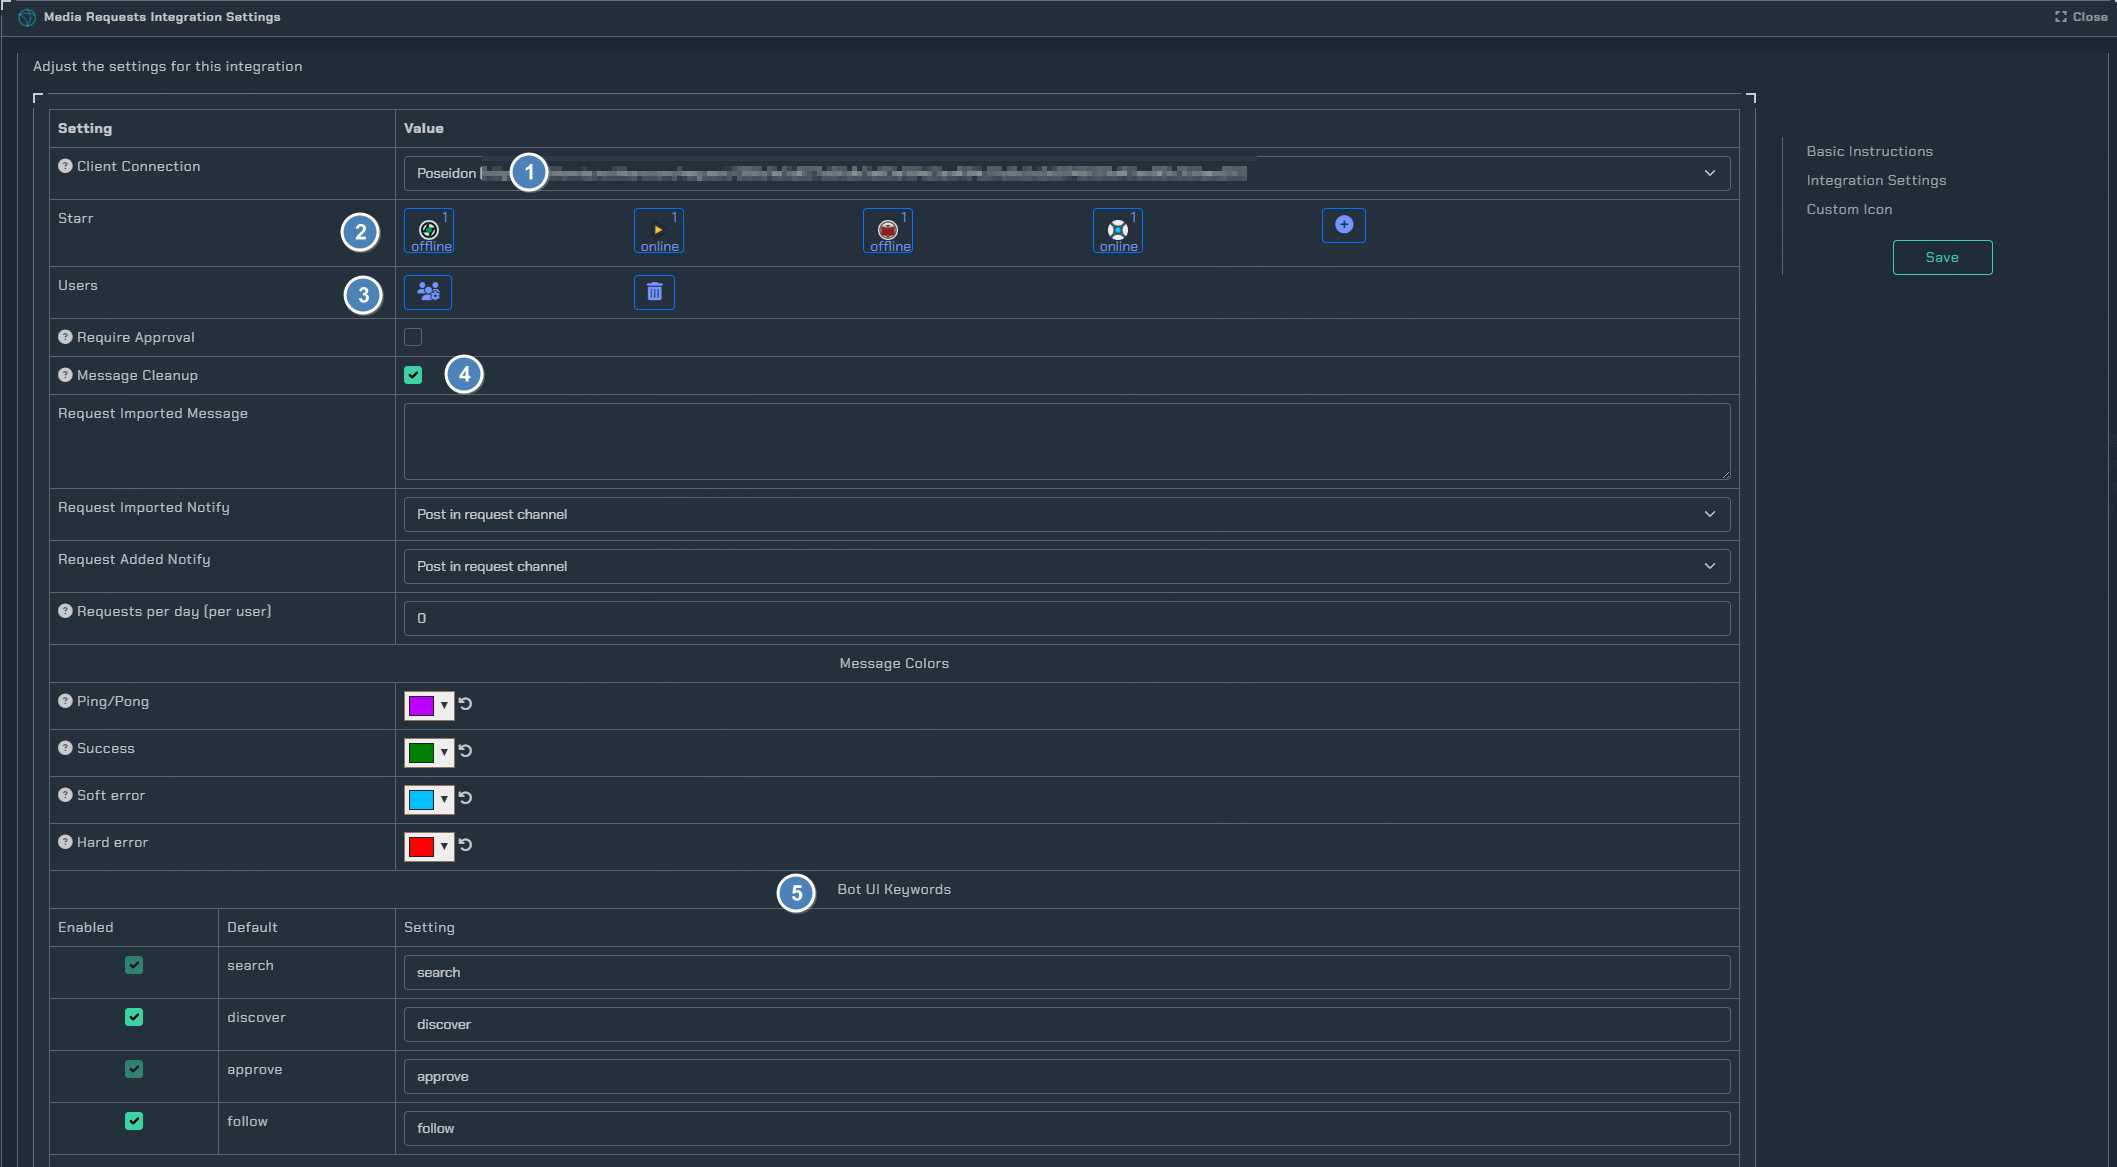 Media Requests Integration Settings
Close
Adjust the settings for this integration
Setting Value
Client Connection Poseidon
1
Starr
2
1 offline
1 online
1 offline
1 online
Users
3
Require Approval
Message Cleanup
4
Request Imported Message
Request Imported Notify Post in request channel
Request Added Notify Post in request channel
Requests per day (per user) 0
Message Colors
Ping/Pong
Success
Soft error
Hard error
5
Bot UI Keywords
Enabled Default Setting
search search
discover discover
approve approve
follow follow
Basic Instructions
Integration Settings
Custom Icon
Save